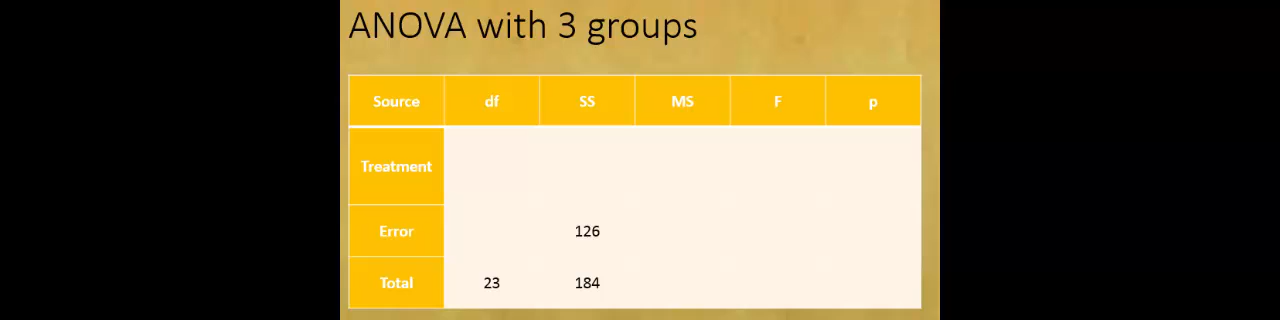 ANOVA with 3 groups
Source df SS MS F p
Treatment
Error 126
Total 23 184